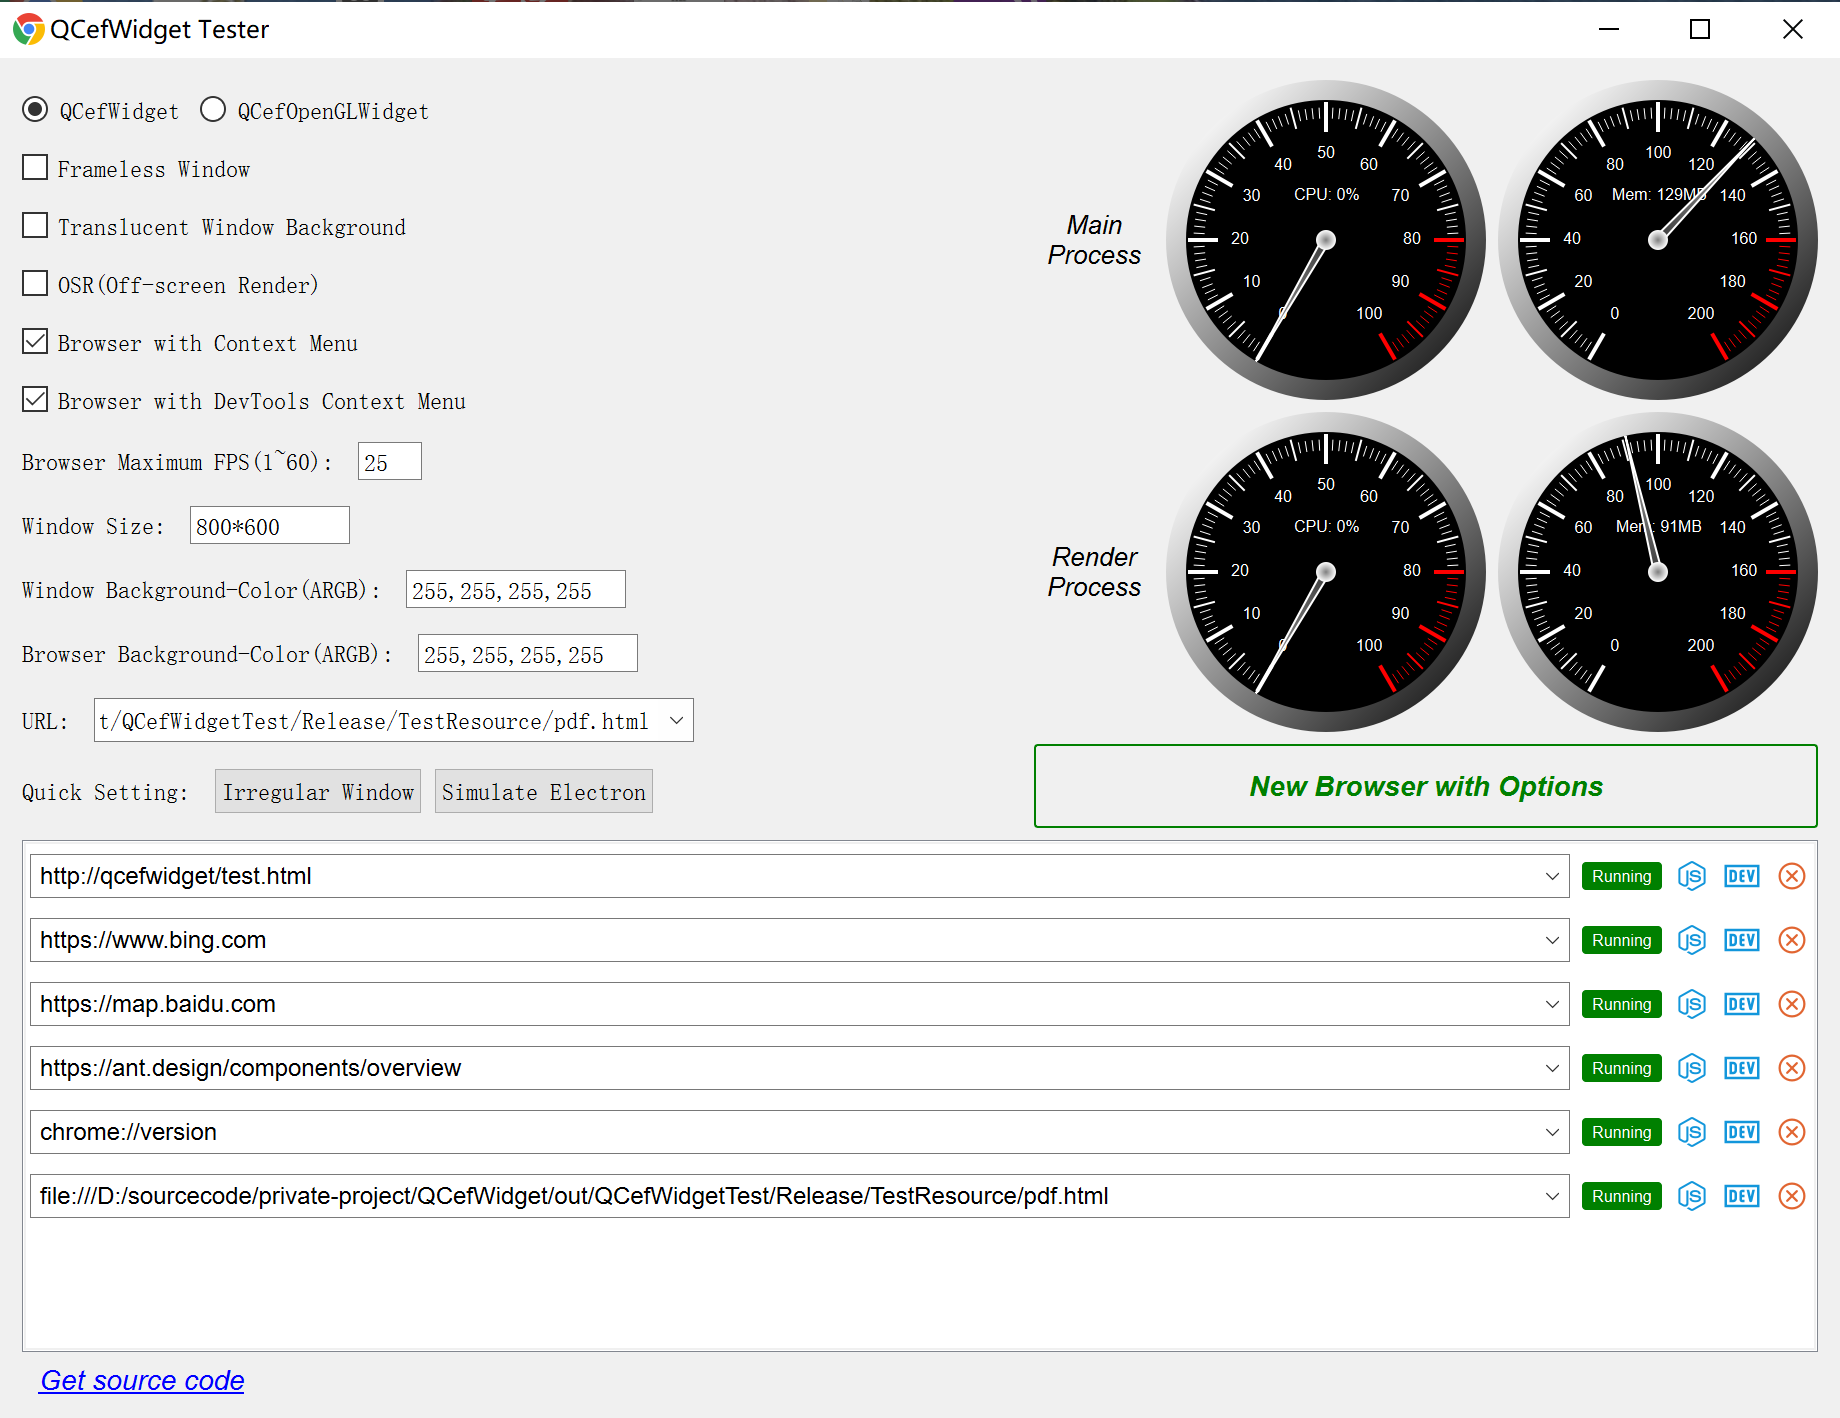 QCefWidget Tester
QCefWidget QCefOpenGLWidget
Frameless Window
Translucent Window Background
OSR(Off-screen Render)
Browser with Context Menu
Browser with DevTools Context Menu
Browser Maximum FPS(1~60): 25
Window Size: 800*600
Window Background-Color(ARGB): 255,255,255,255
Browser Background-Color(ARGB): 255,255,255,255
URL: t/QCefWidgetTest/Release/TestResource/pdf.html
Quick Setting: Irregular Window Simulate Electron
Main
Process
0 10 20 30 40 50 60 70 80 90 100
CPU: 0%
0 20 40 60 80 100 120 140 160 180 200
Mem: 129MB
Render
Process
0 10 20 30 40 50 60 70 80 90 100
CPU: 0%
0 20 40 60 80 100 120 140 160 180 200
Mem: 91MB
New Browser with Options
http://qcefwidget/test.html Running JS DEV
https://www.bing.com Running JS DEV
https://map.baidu.com Running JS DEV
https://ant.design/components/overview Running JS DEV
chrome://version Running JS DEV
file:///D:/sourcecode/private-project/QCefWidget/out/QCefWidgetTest/Release/TestResource/pdf.html Running JS DEV
Get source code